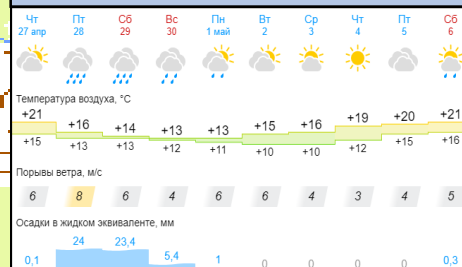 Чт Пт Сб Вс Пн Вт Ср Чт Пт Сб
27 апр 28 29 30 1 май 2 3 4 5 6
Температура воздуха, °C
+21 +16 +14 +13 +13 +15 +16 +19 +20 +21
+15 +13 +13 +12 +11 +10 +10 +12 +15 +16
Порывы ветра, м/с
6 8 6 4 6 6 4 3 4 5
Осадки в жидком эквиваленте, мм
24 23,4
0,1 5,4 1 0 0 0 0 0,3